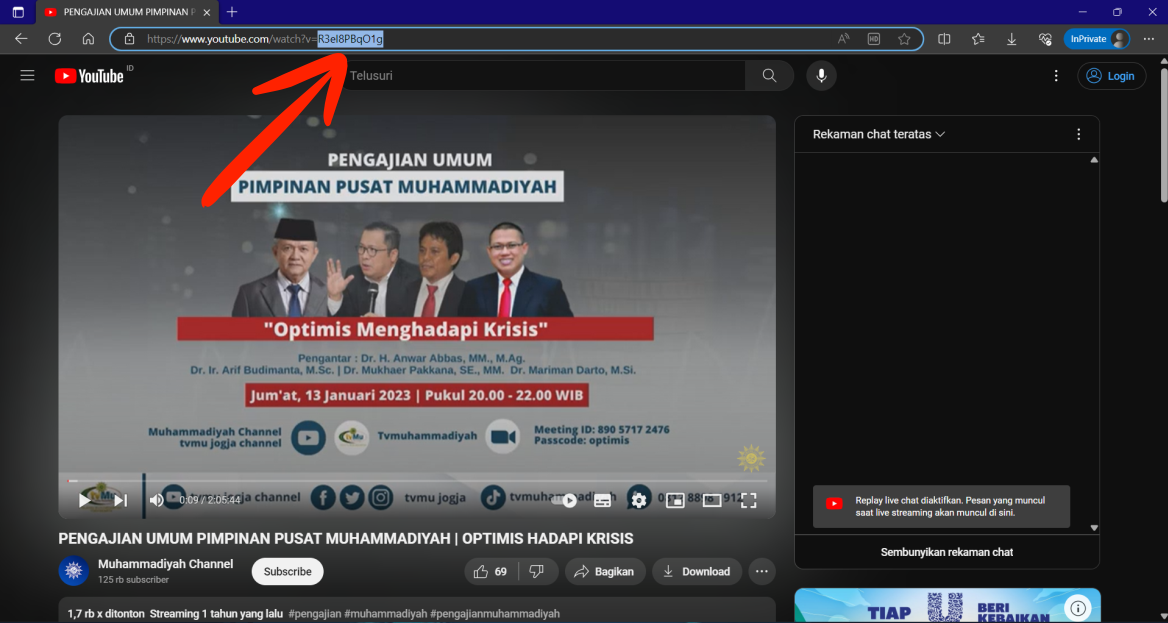 PENGAJIAN UMUM PIMPINAN P
https://www.youtube.com/watch?v=R3eI8PBqO1g
HD
InPrivate
YouTube ID
Telusuri
Login
PENGAJIAN UMUM
PIMPINAN PUSAT MUHAMMADIYAH
"Optimis Menghadapi Krisis"
Pengantar : Dr. H. Anwar Abbas, MM., M.Ag.
Dr. Ir. Arif Budimanta, M.Sc. | Dr. Mukhaer Pakkana, SE., MM. Dr. Mariman Darto, M.Si.
Jum'at, 13 Januari 2023 | Pukul 20.00 - 22.00 WIB
Muhammadiyah Channel
tvmu jogja channel
Tvmuhammadiyah
Meeting ID: 890 5717 2476
Passcode: optimis
0:09 / 2:05:44
channel
tvmu jogja
Rekaman chat teratas
Replay live chat diaktifkan. Pesan yang muncul
saat live streaming akan muncul di sini.
Sembunyikan rekaman chat
PENGAJIAN UMUM PIMPINAN PUSAT MUHAMMADIYAH | OPTIMIS HADAPI KRISIS
Muhammadiyah Channel
125 rb subscriber
Subscribe
69
Bagikan
Download
1,7 rb x ditonton Streaming 1 tahun yang lalu #pengajian #muhammadiyah #pengajianmuhammadiyah
TIAP
BERI
KEBAIKAN